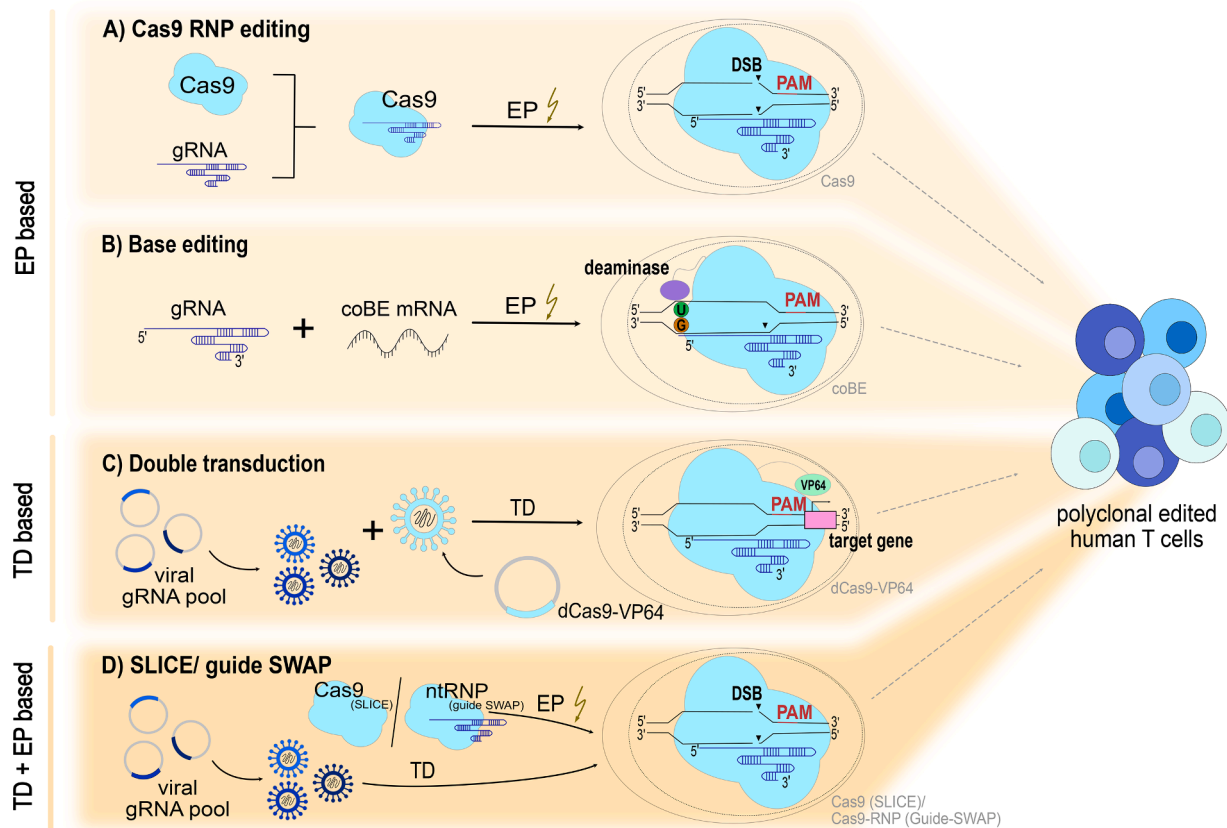 EP based
A) Cas9 RNP editing
Cas9
gRNA
Cas9
EP
DSB
PAM
5'
3'
3'
5'
5'
3'
Cas9
B) Base editing
gRNA
5'
3'
coBE mRNA
EP
deaminase
U
G
PAM
5'
3'
3'
5'
5'
3'
coBE
TD based
C) Double transduction
viral
gRNA pool
+
TD
dCas9-VP64
VP64
PAM
5'
3'
3'
5'
target gene
5'
3'
dCas9-VP64
TD + EP based
D) SLICE/ guide SWAP
viral
gRNA pool
Cas9
(SLICE)
ntRNP
(guide SWAP)
EP
TD
DSB
PAM
5'
3'
3'
5'
5'
3'
Cas9 (SLICE)/
Cas9-RNP (Guide-SWAP)
polyclonal edited
human T cells